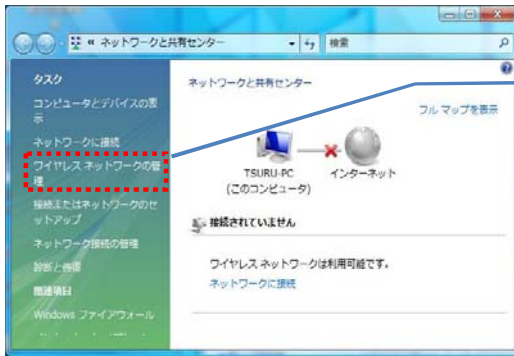 « ネットワークと共有センター
検索
タスク
コンピュータとデバイスの表
示
ネットワークに接続
ワイヤレス ネットワークの管
理
接続またはネットワークのセ
ットアップ
ネットワーク接続の管理
診断と修復
関連項目
Windows ファイアウォール
ネットワークと共有センター
フル マップを表示
TSURU-PC
(このコンピュータ)
インターネット
接続されていません
ワイヤレス ネットワークは利用可能です。
ネットワークに接続